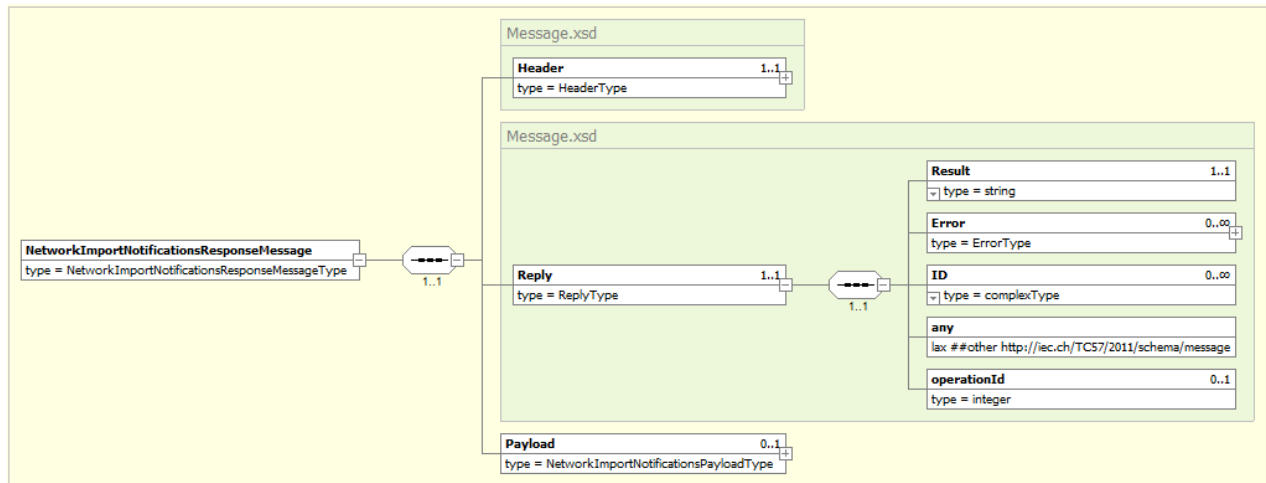 Message.xsd
Header 1..1
type = HeaderType
Message.xsd
Result 1..1
type = string
Error 0..∞
type = ErrorType
NetworkImportNotificationsResponseMessage
type = NetworkImportNotificationsResponseMessageType
1..1
Reply 1..1
type = ReplyType
1..1
ID 0..∞
type = complexType
any
lax ##other http://iec.ch/TC57/2011/schema/message
operationId 0..1
type = integer
Payload 0..1
type = NetworkImportNotificationsPayloadType